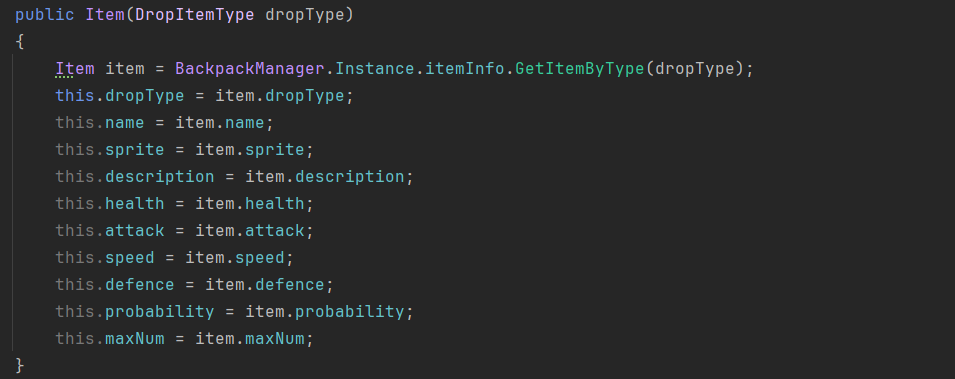 public Item(DropItemType dropType)
{
    Item item = BackpackManager.Instance.itemInfo.GetItemByType(dropType);
    this.dropType = item.dropType;
    this.name = item.name;
    this.sprite = item.sprite;
    this.description = item.description;
    this.health = item.health;
    this.attack = item.attack;
    this.speed = item.speed;
    this.defence = item.defence;
    this.probability = item.probability;
    this.maxNum = item.maxNum;
}